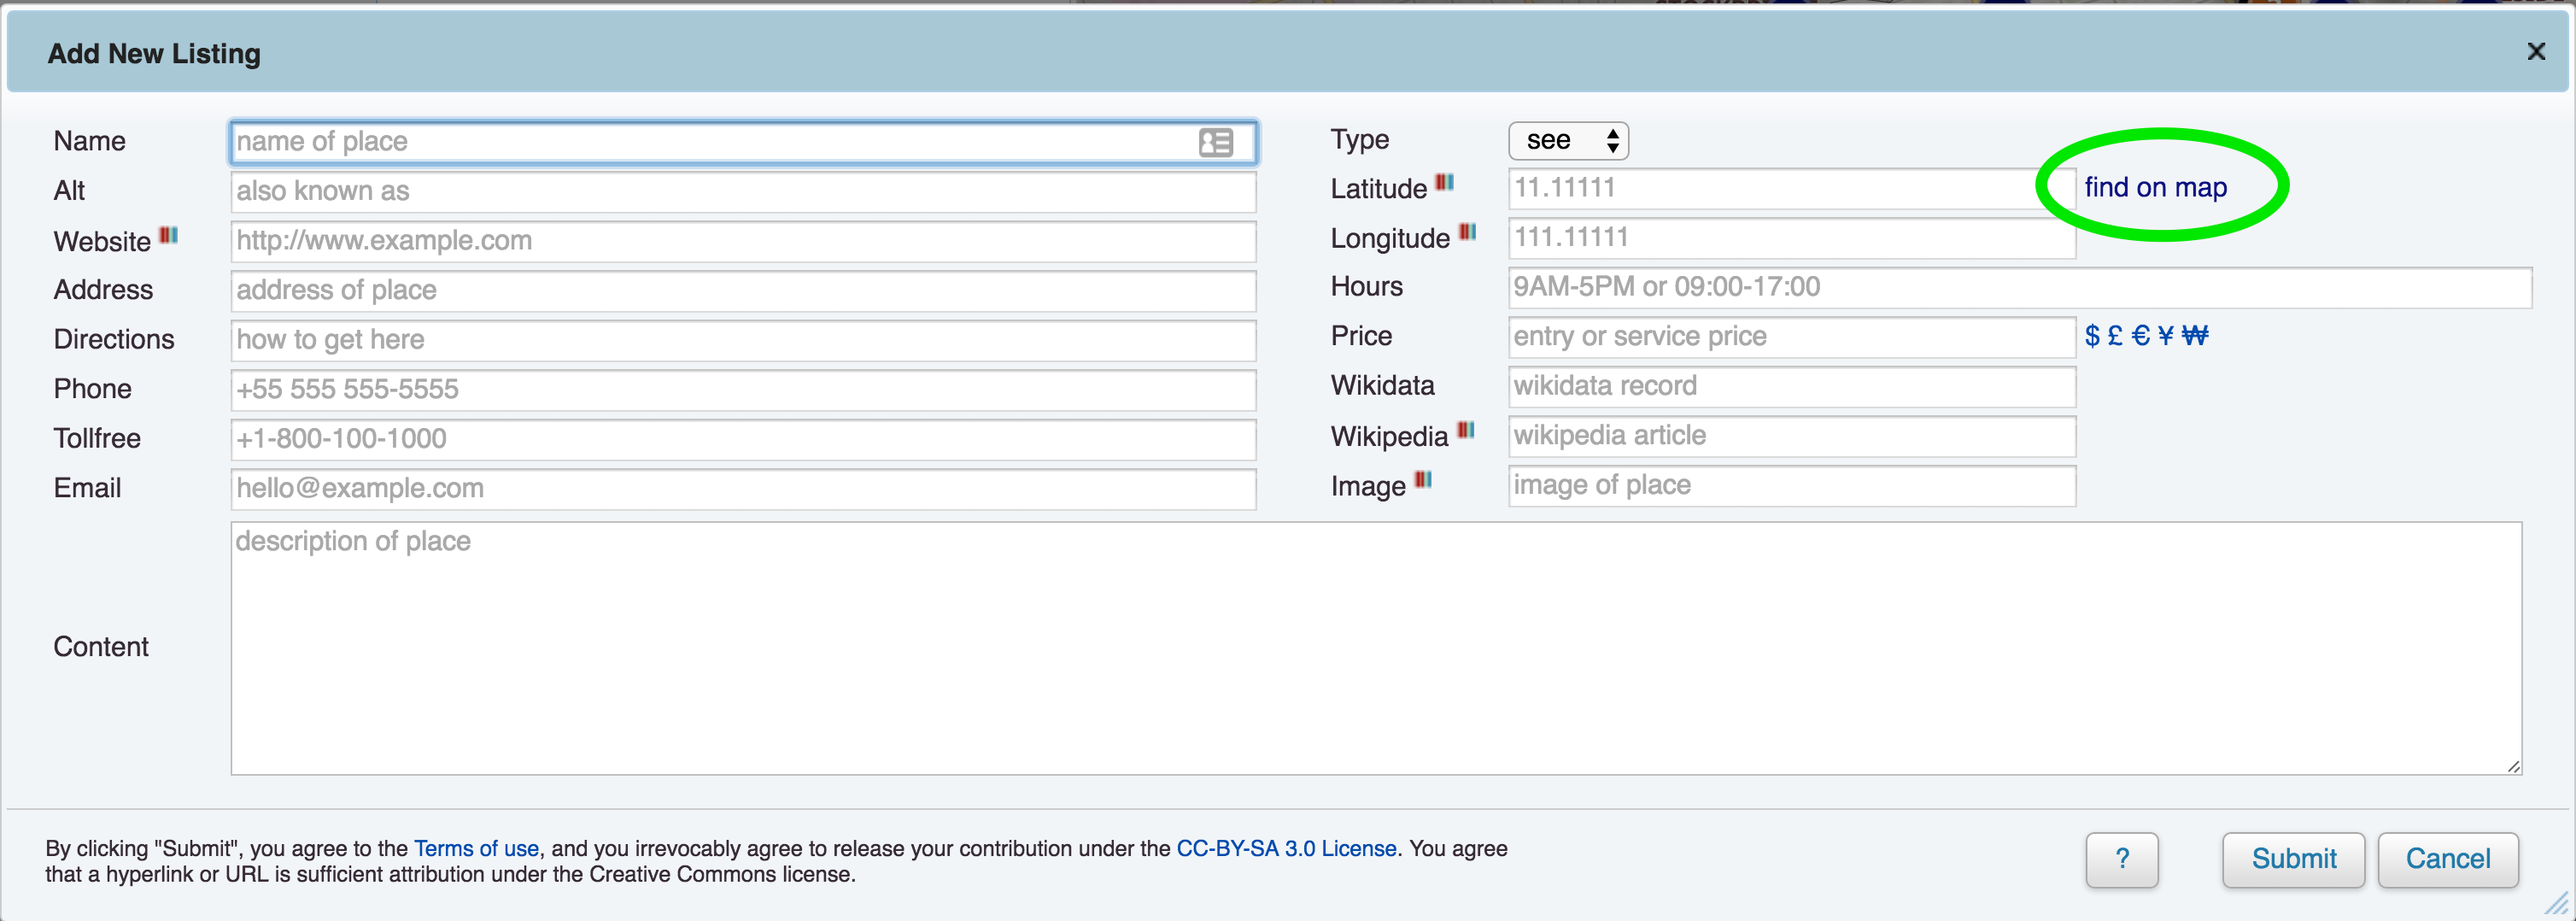 Add New Listing
Name
name of place
Alt
also known as
Website
http://www.example.com
Address
address of place
Directions
how to get here
Phone
+55 555 555-5555
Tollfree
+1-800-100-1000
Email
hello@example.com
Type
see
Latitude
11.11111
find on map
Longitude
111.11111
Hours
9AM-5PM or 09:00-17:00
Price
entry or service price
$ £ € ¥ ₩
Wikidata
wikidata record
Wikipedia
wikipedia article
Image
image of place
Content
description of place
By clicking "Submit", you agree to the Terms of use, and you irrevocably agree to release your contribution under the CC-BY-SA 3.0 License. You agree
that a hyperlink or URL is sufficient attribution under the Creative Commons license.
?
Submit
Cancel